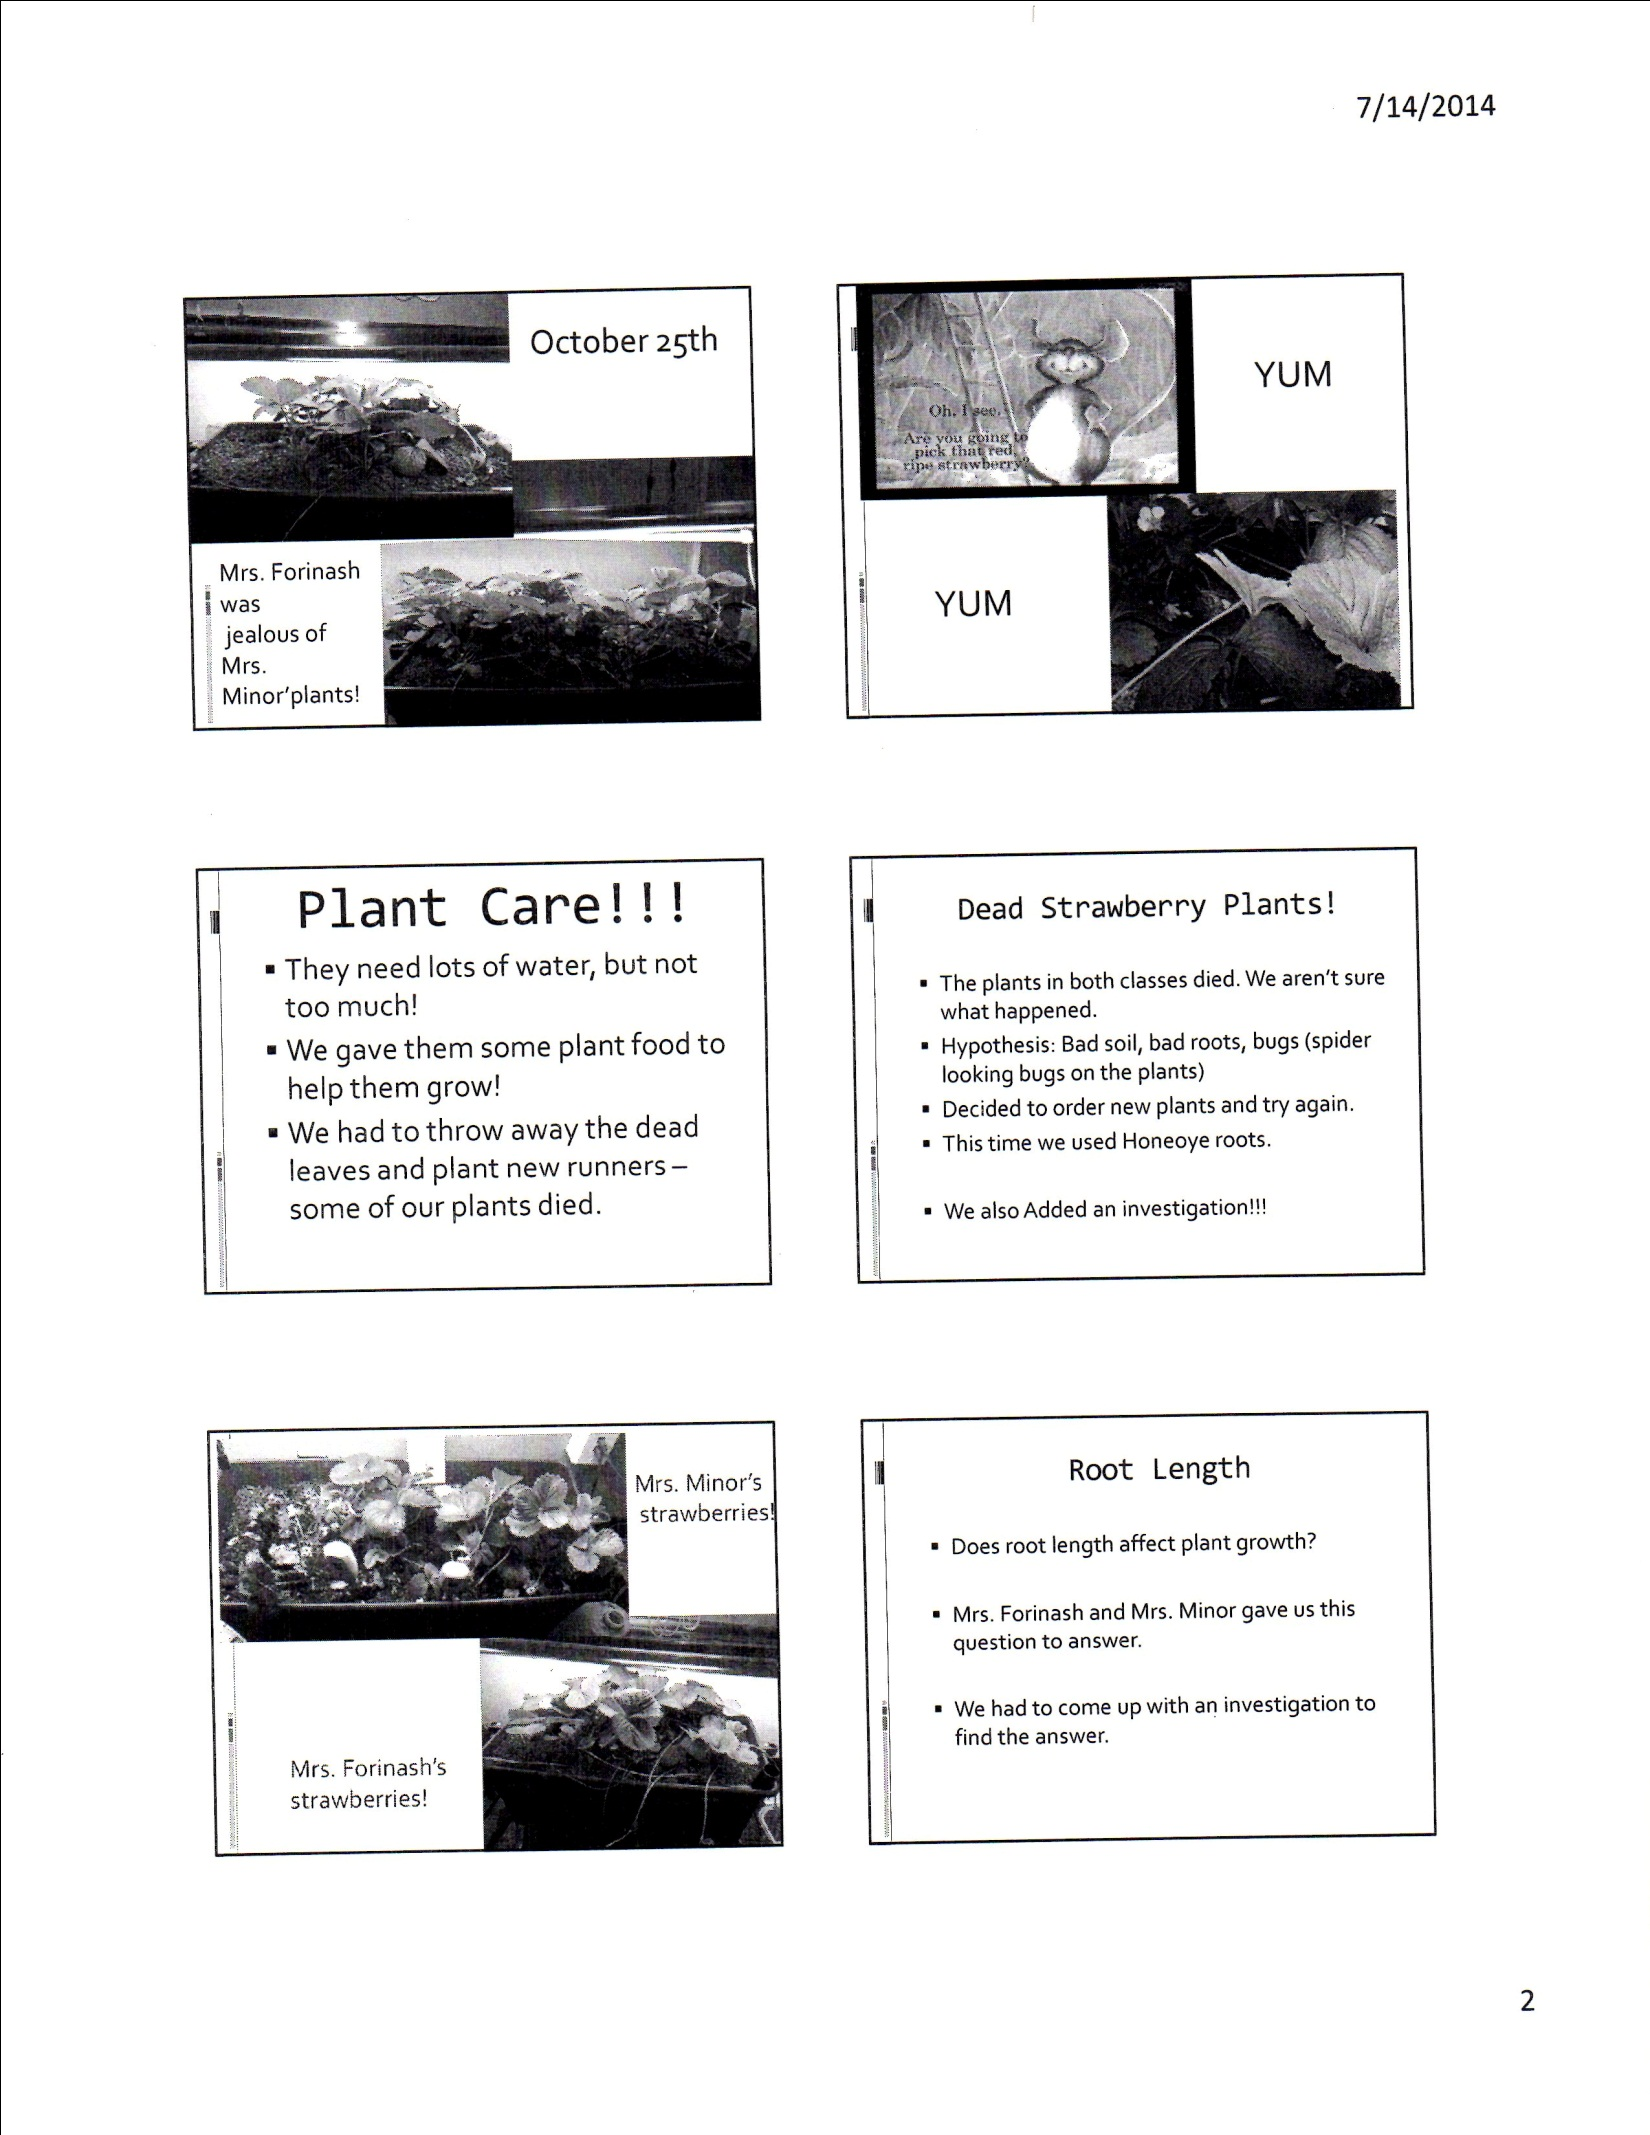 7/14/2014
October 25th
Mrs. Forinash
was
jealous of
Mrs.
Minor'plants!
Oh, I see.
Are you going to
pick that red,
ripe strawberry?
YUM
YUM
Plant Care!!!
▪ They need lots of water, but not
too much!
▪ We gave them some plant food to
help them grow!
▪ We had to throw away the dead
leaves and plant new runners –
some of our plants died.
Dead Strawberry Plants!
▪ The plants in both classes died. We aren't sure
what happened.
▪ Hypothesis: Bad soil, bad roots, bugs (spider
looking bugs on the plants)
▪ Decided to order new plants and try again.
▪ This time we used Honeoye roots.
▪ We also Added an investigation!!!
Mrs. Minor's
strawberries!
Mrs. Forinash's
strawberries!
Root Length
▪ Does root length affect plant growth?
▪ Mrs. Forinash and Mrs. Minor gave us this
question to answer.
▪ We had to come up with an investigation to
find the answer.
2